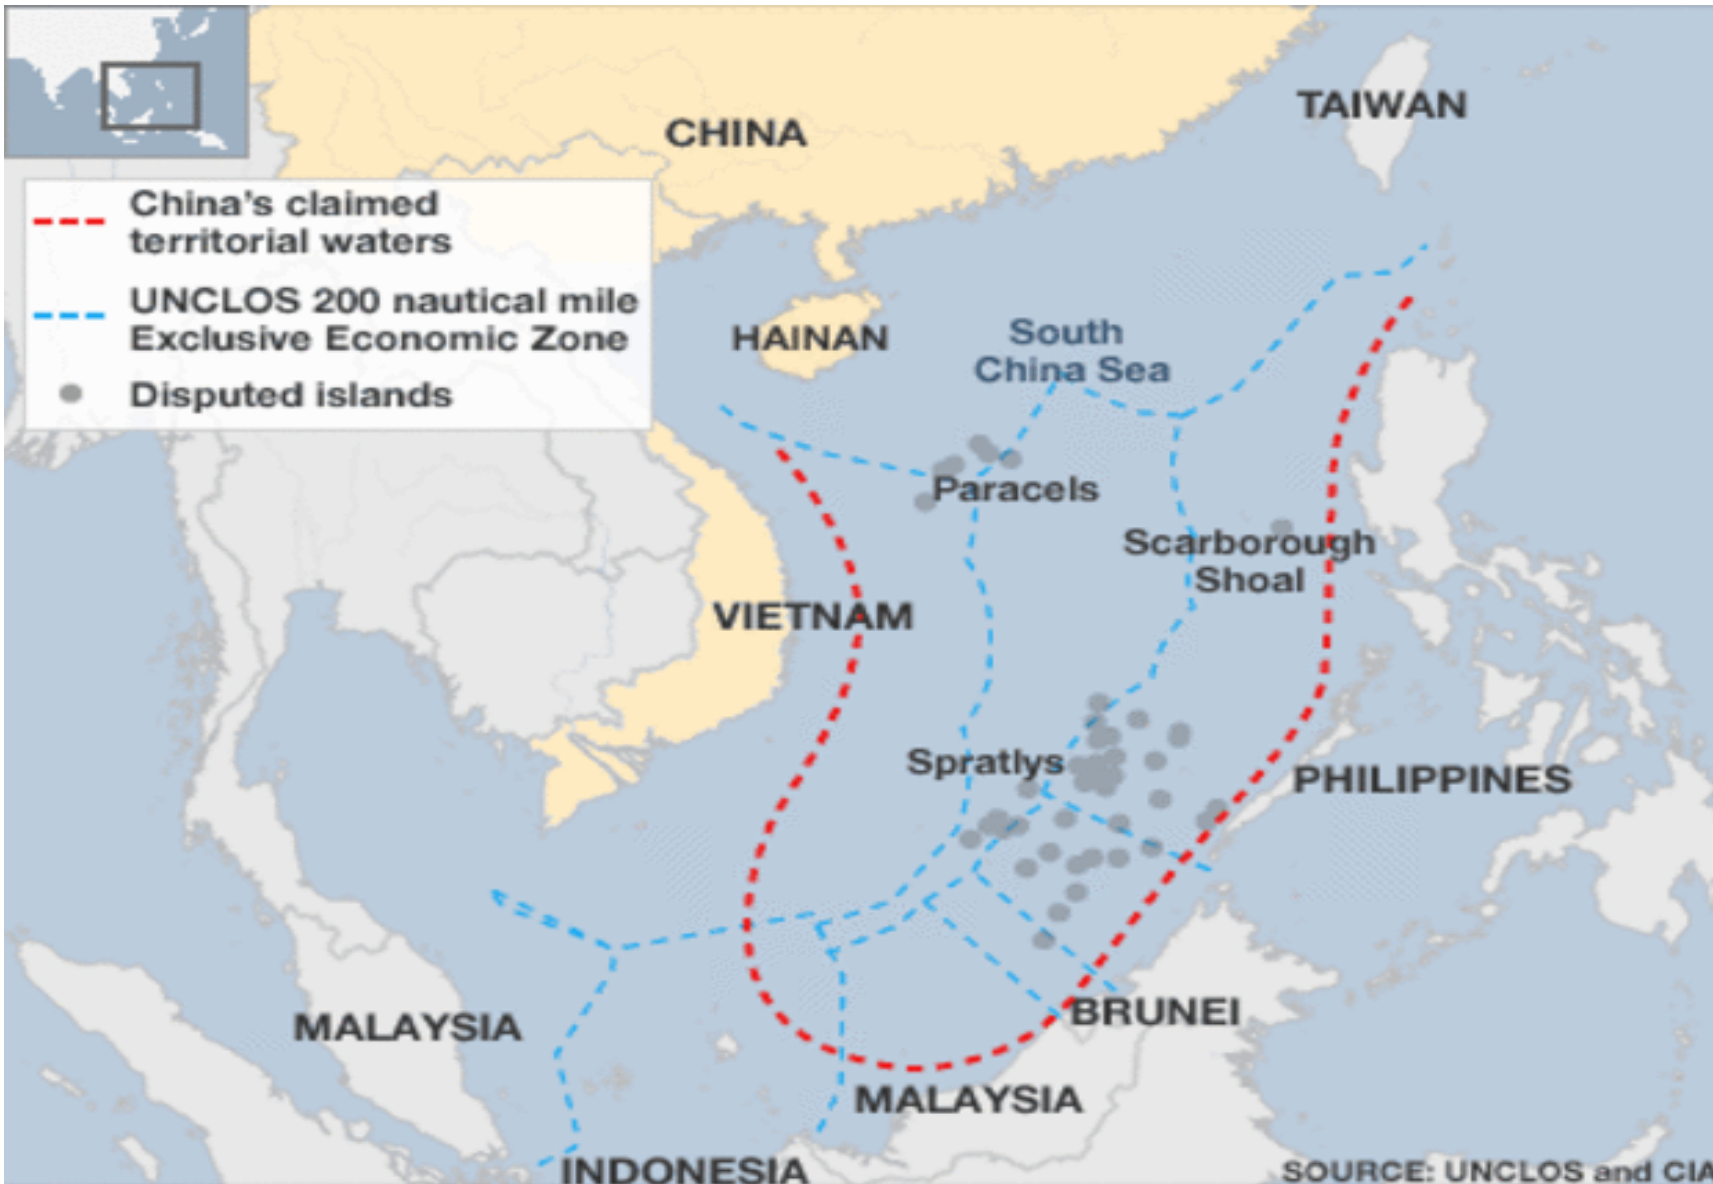 TAIWAN
CHINA
China's claimed
territorial waters
UNCLOS 200 nautical mile
Exclusive Economic Zone
Disputed islands
HAINAN
South
China Sea
Paracels
Scarborough
Shoal
VIETNAM
Spratlys
PHILIPPINES
MALAYSIA
BRUNEI
MALAYSIA
INDONESIA
SOURCE: UNCLOS and CIA